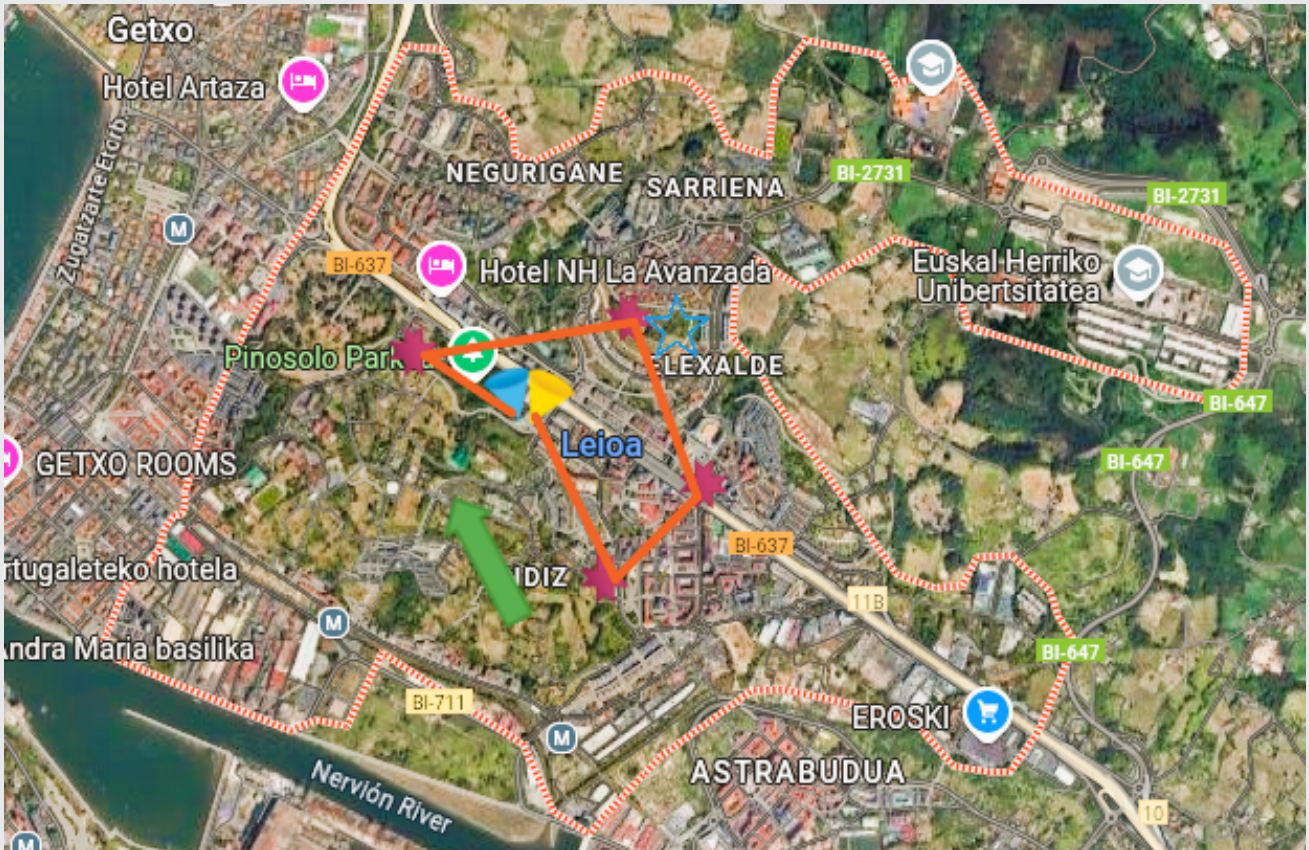 Getxo
Hotel Artaza
Zugatzarte Etorb.
NEGURIGANE
SARRIENA
BI-2731
BI-2731
M
BI-637
Hotel NH La Avanzada
Euskal Herriko
Unibertsitatea
Pinosolo
ELEXALDE
BI-647
Leioa
GETXO ROOMS
BI-647
BI-637
rtugaleteko hotela
IDIZ
11B
M
Andra Maria basilika
BI-647
BI-711
EROSKI
M
ASTRABUDUA
Nervión River
10
M